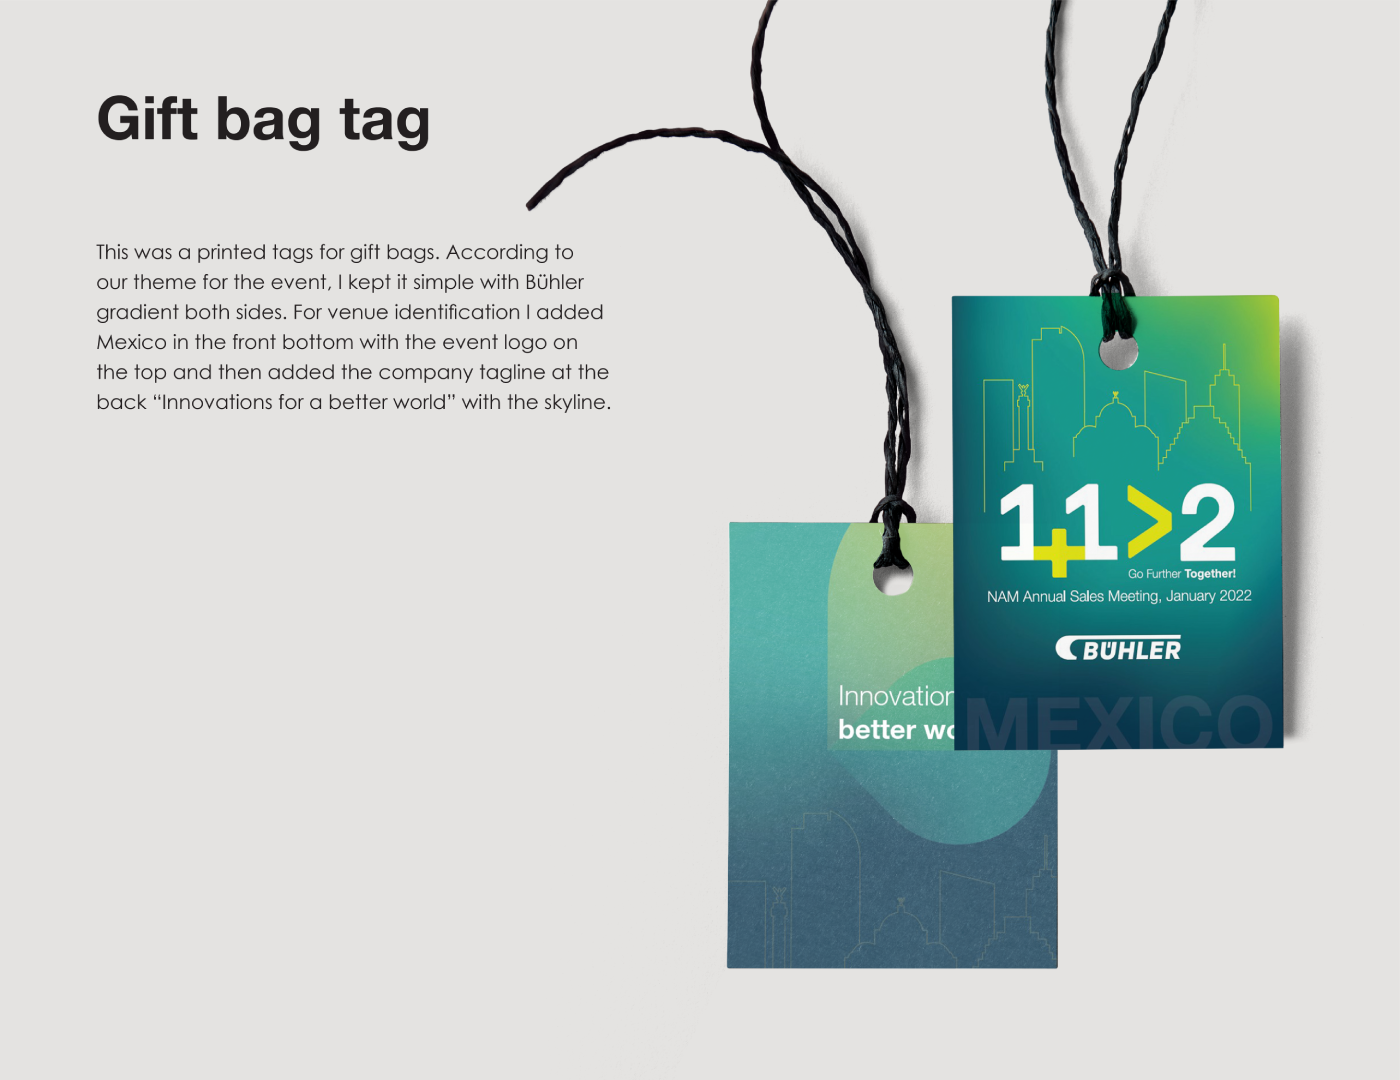 Gift bag tag
This was a printed tags for gift bags. According to
our theme for the event, I kept it simple with Bühler
gradient both sides. For venue identification I added
Mexico in the front bottom with the event logo on
the top and then added the company tagline at the
back “Innovations for a better world” with the skyline.
1+1>2
Go Further Together!
NAM Annual Sales Meeting, January 2022
BÜHLER
MEXICO
Innovation
better wo